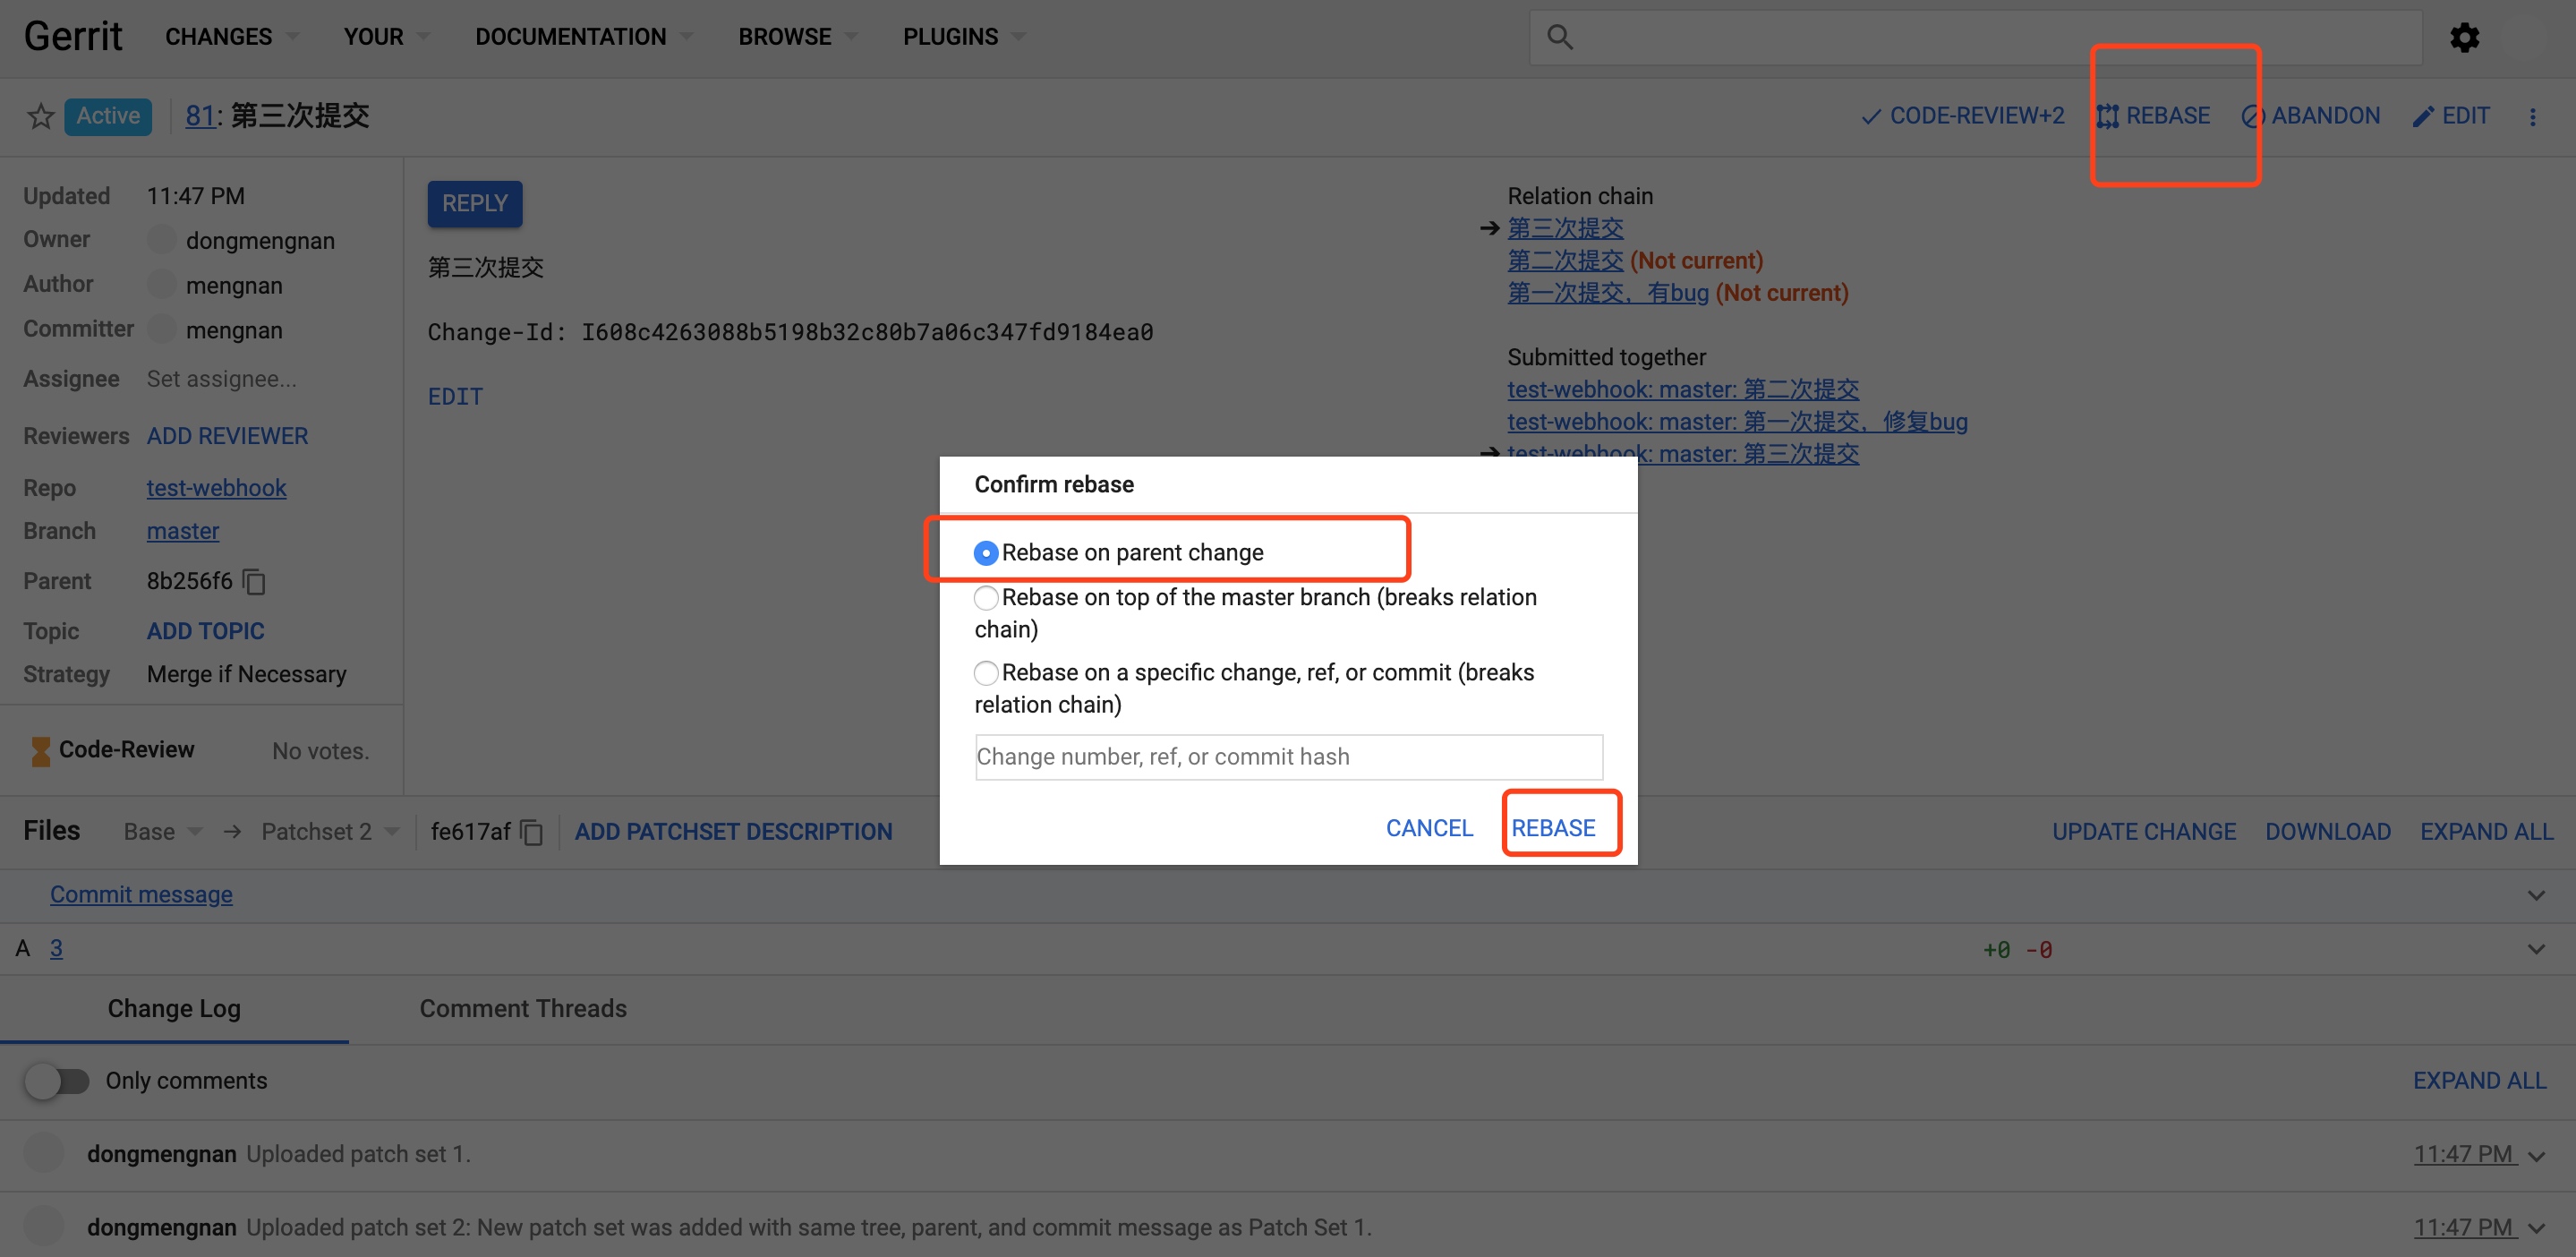 Gerrit CHANGES YOUR DOCUMENTATION BROWSE PLUGINS
Active 81: 第三次提交 CODE-REVIEW+2 REBASE ABANDON EDIT
Updated 11:47 PM
Owner dongmengnan
Author mengnan
Committer mengnan
Assignee Set assignee...
Reviewers ADD REVIEWER
Repo test-webhook
Branch master
Parent 8b256f6
Topic ADD TOPIC
Strategy Merge if Necessary
Code-Review No votes.
REPLY
第三次提交
Change-Id: I608c4263088b5198b32c80b7a06c347fd9184ea0
EDIT
Relation chain
第三次提交
第二次提交 (Not current)
第一次提交，有bug (Not current)
Submitted together
test-webhook: master: 第二次提交
test-webhook: master: 第一次提交，修复bug
test-webhook: master: 第三次提交
Confirm rebase
Rebase on parent change
Rebase on top of the master branch (breaks relation
chain)
Rebase on a specific change, ref, or commit (breaks
relation chain)
Change number, ref, or commit hash
CANCEL REBASE
Files Base → Patchset 2 fe617af ADD PATCHSET DESCRIPTION UPDATE CHANGE DOWNLOAD EXPAND ALL
Commit message
A 3 +0 -0
Change Log Comment Threads
Only comments EXPAND ALL
dongmengnan Uploaded patch set 1. 11:47 PM
dongmengnan Uploaded patch set 2: New patch set was added with same tree, parent, and commit message as Patch Set 1. 11:47 PM